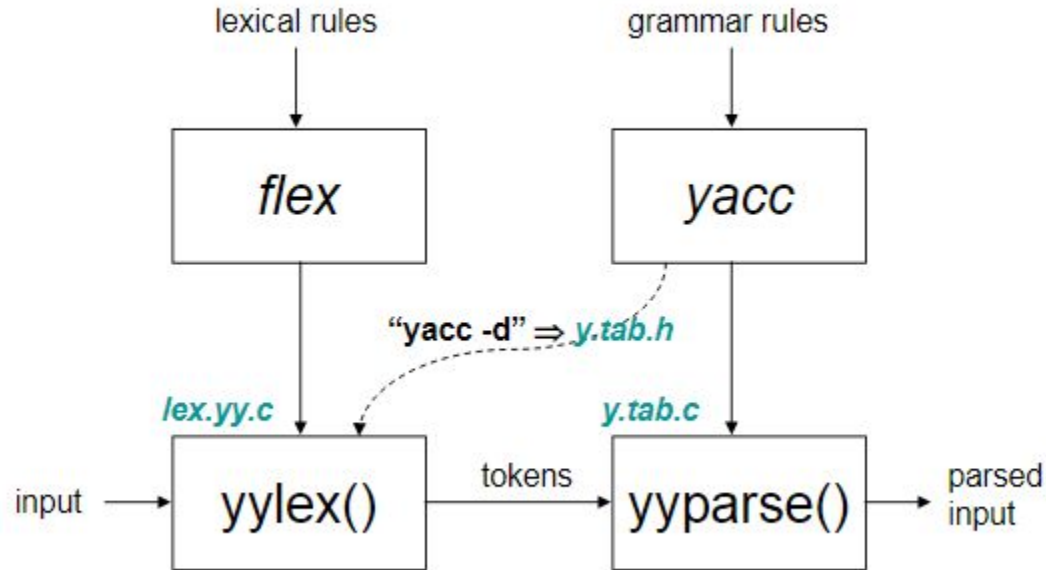 lexical rules
grammar rules
flex
yacc
“yacc -d” ⇒ y.tab.h
lex.yy.c
y.tab.c
input
yylex()
tokens
yyparse()
parsed
input